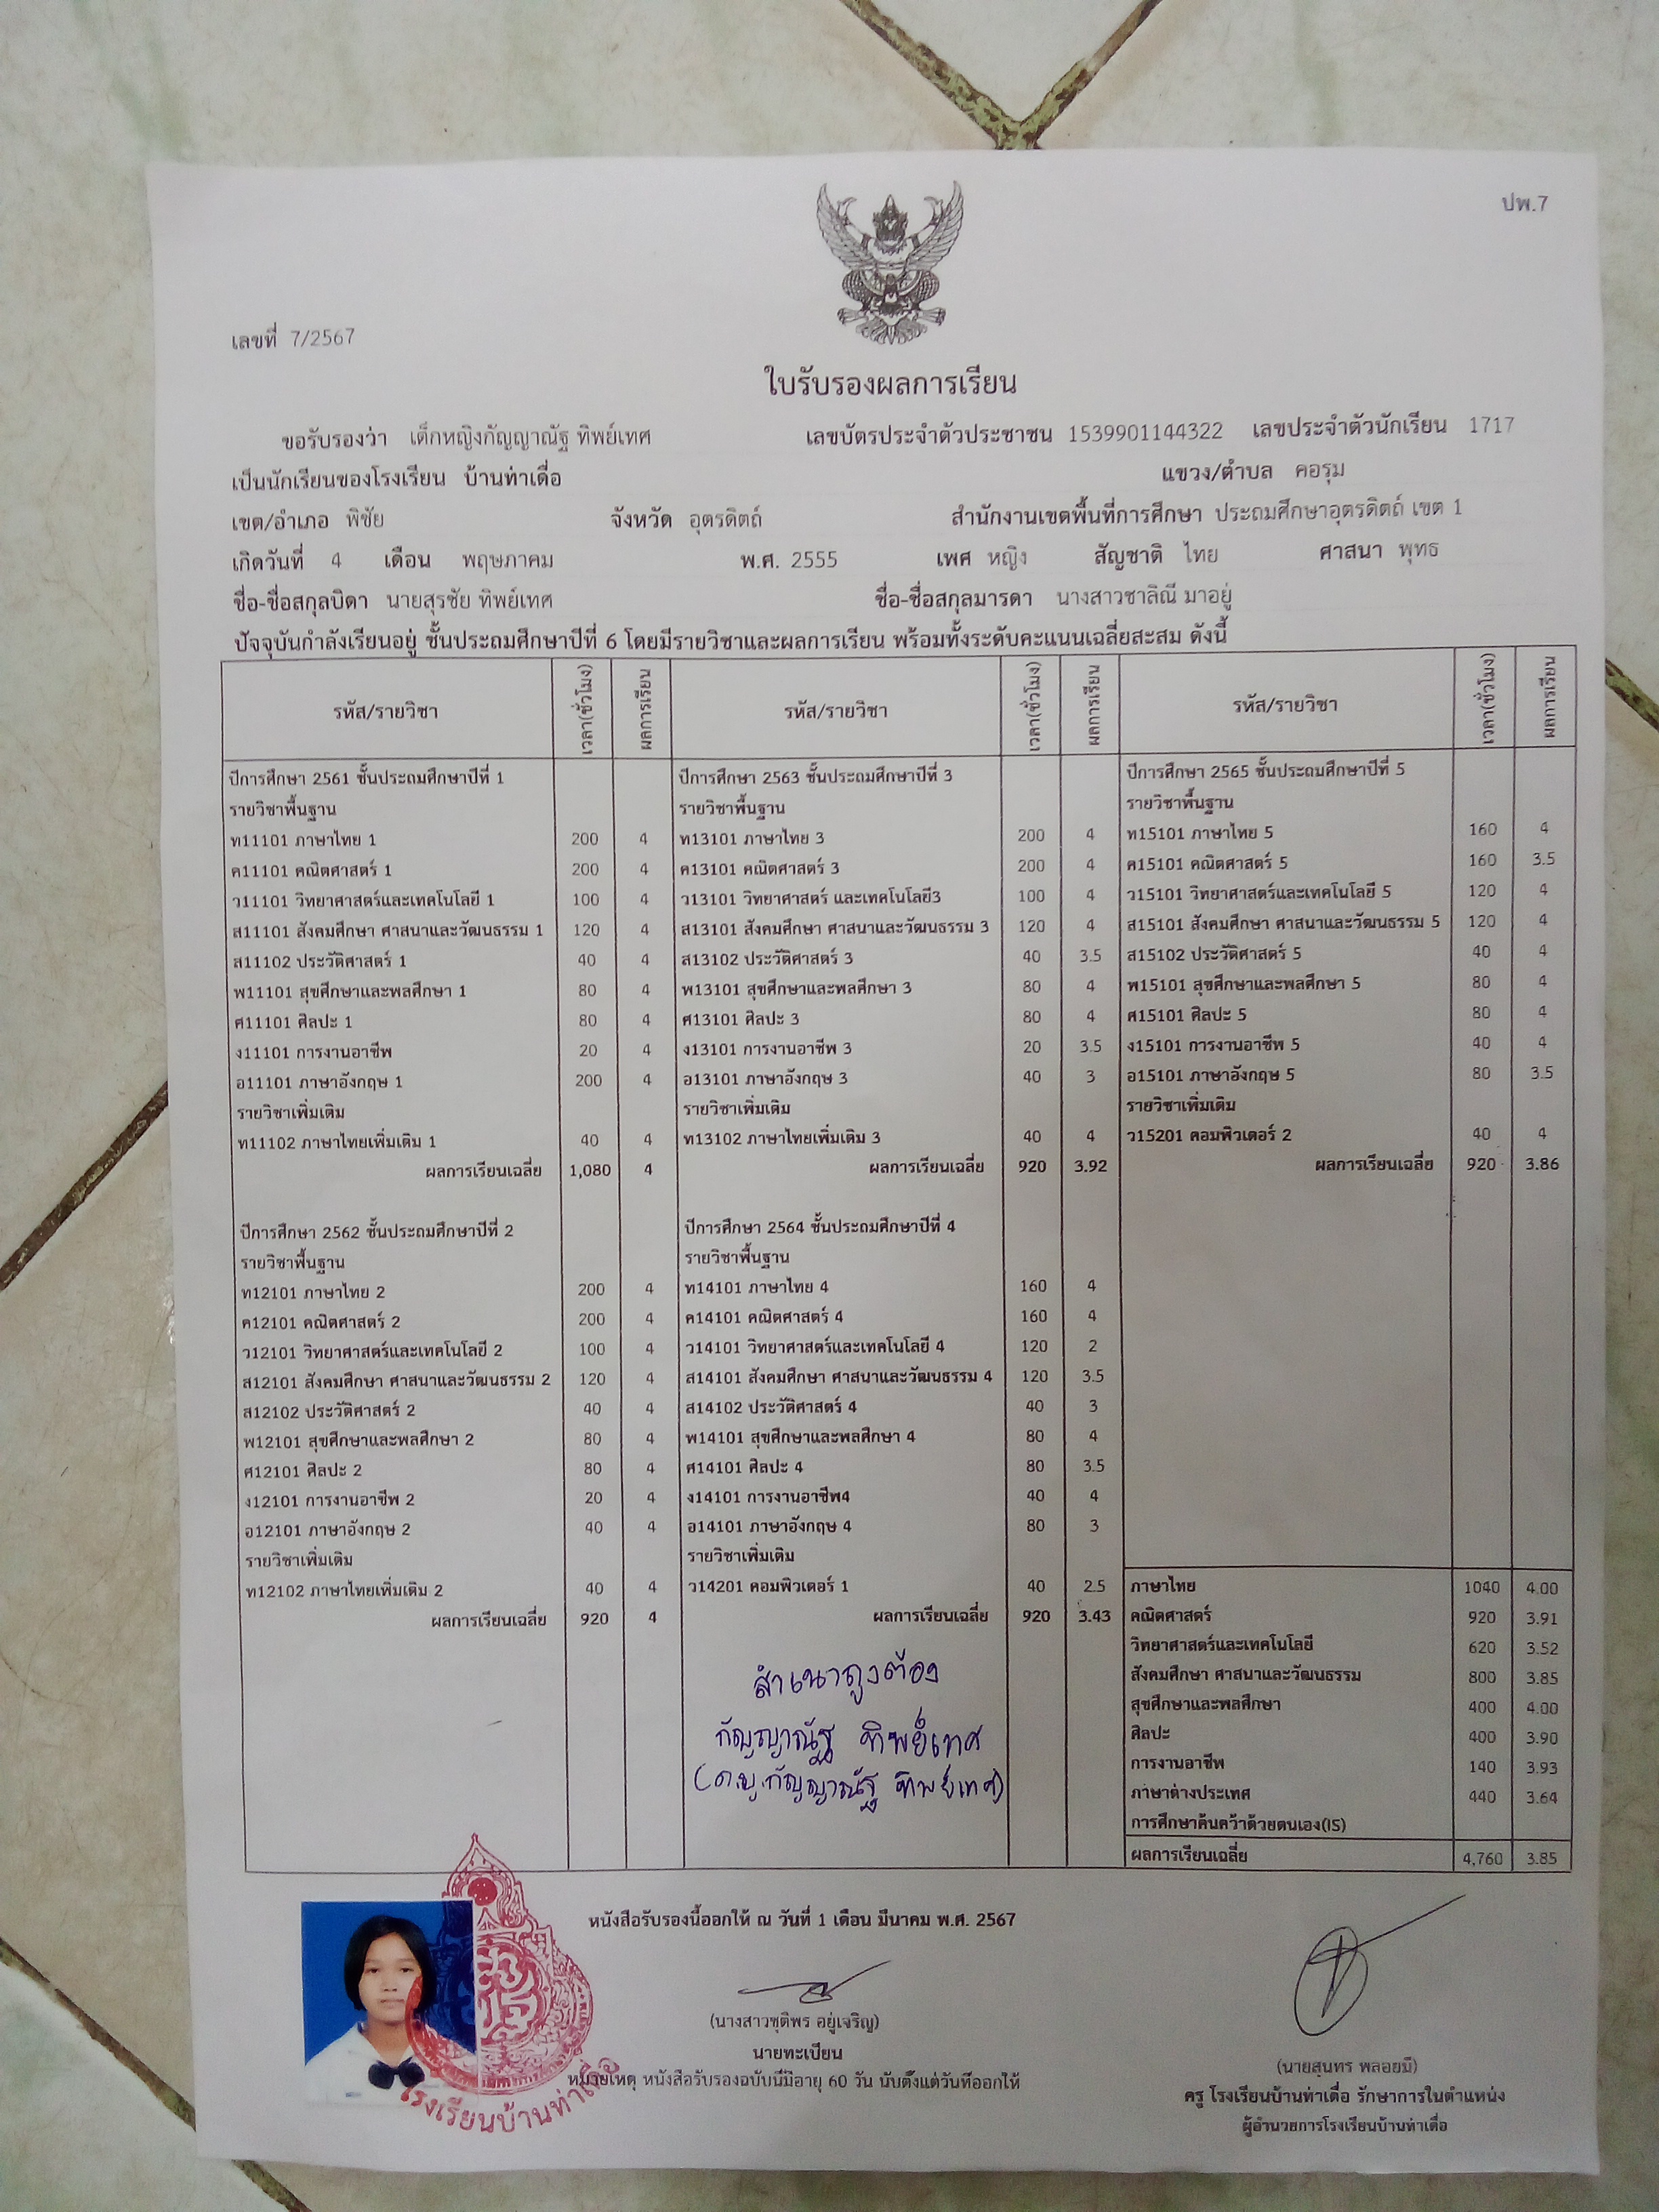 ปพ.7
เลขที่ 7/2567
ใบรับรองผลการเรียน
ขอรับรองว่า เด็กหญิงกัญญาณัฐ ทิพย์เทศ เลขบัตรประจำตัวประชาชน 1539901144322 เลขประจำตัวนักเรียน 1717
เป็นนักเรียนของโรงเรียน บ้านท่าเดื่อ แขวง/ตำบล คอรุม
เขต/อำเภอ พิชัย จังหวัด อุตรดิตถ์ สำนักงานเขตพื้นที่การศึกษา ประถมศึกษาอุตรดิตถ์ เขต 1
เกิดวันที่ 4 เดือน พฤษภาคม พ.ศ. 2555 เพศ หญิง สัญชาติ ไทย ศาสนา พุทธ
ชื่อ-ชื่อสกุลบิดา นายสุรชัย ทิพย์เทศ ชื่อ-ชื่อสกุลมารดา นางสาวชาลิณี มาอยู่
ปัจจุบันกำลังเรียนอยู่ ชั้นประถมศึกษาปีที่ 6 โดยมีรายวิชาและผลการเรียน พร้อมทั้งระดับคะแนนเฉลี่ยสะสม ดังนี้
รหัส/รายวิชา เวลา(ชั่วโมง) ผลการเรียน
ปีการศึกษา 2561 ชั้นประถมศึกษาปีที่ 1
รายวิชาพื้นฐาน
ท11101 ภาษาไทย 1 200 4
ค11101 คณิตศาสตร์ 1 200 4
ว11101 วิทยาศาสตร์และเทคโนโลยี 1 100 4
ส11101 สังคมศึกษา ศาสนาและวัฒนธรรม 1 120 4
ส11102 ประวัติศาสตร์ 1 40 4
พ11101 สุขศึกษาและพลศึกษา 1 80 4
ศ11101 ศิลปะ 1 80 4
ง11101 การงานอาชีพ 20 4
อ11101 ภาษาอังกฤษ 1 200 4
รายวิชาเพิ่มเติม
ท11102 ภาษาไทยเพิ่มเติม 1 40 4
ผลการเรียนเฉลี่ย 1,080 4
ปีการศึกษา 2562 ชั้นประถมศึกษาปีที่ 2
รายวิชาพื้นฐาน
ท12101 ภาษาไทย 2 200 4
ค12101 คณิตศาสตร์ 2 200 4
ว12101 วิทยาศาสตร์และเทคโนโลยี 2 100 4
ส12101 สังคมศึกษา ศาสนาและวัฒนธรรม 2 120 4
ส12102 ประวัติศาสตร์ 2 40 4
พ12101 สุขศึกษาและพลศึกษา 2 80 4
ศ12101 ศิลปะ 2 80 4
ง12101 การงานอาชีพ 2 20 4
อ12101 ภาษาอังกฤษ 2 40 4
รายวิชาเพิ่มเติม
ท12102 ภาษาไทยเพิ่มเติม 2 40 4
ผลการเรียนเฉลี่ย 920 4
รหัส/รายวิชา เวลา(ชั่วโมง) ผลการเรียน
ปีการศึกษา 2563 ชั้นประถมศึกษาปีที่ 3
รายวิชาพื้นฐาน
ท13101 ภาษาไทย 3 200 4
ค13101 คณิตศาสตร์ 3 200 4
ว13101 วิทยาศาสตร์ และเทคโนโลยี3 100 4
ส13101 สังคมศึกษา ศาสนาและวัฒนธรรม 3 120 4
ส13102 ประวัติศาสตร์ 3 40 3.5
พ13101 สุขศึกษาและพลศึกษา 3 80 4
ศ13101 ศิลปะ 3 80 4
ง13101 การงานอาชีพ 3 20 3.5
อ13101 ภาษาอังกฤษ 3 40 3
รายวิชาเพิ่มเติม
ท13102 ภาษาไทยเพิ่มเติม 3 40 4
ผลการเรียนเฉลี่ย 920 3.92
ปีการศึกษา 2564 ชั้นประถมศึกษาปีที่ 4
รายวิชาพื้นฐาน
ท14101 ภาษาไทย 4 160 4
ค14101 คณิตศาสตร์ 4 160 4
ว14101 วิทยาศาสตร์และเทคโนโลยี 4 120 2
ส14101 สังคมศึกษา ศาสนาและวัฒนธรรม 4 120 3.5
ส14102 ประวัติศาสตร์ 4 40 3
พ14101 สุขศึกษาและพลศึกษา 4 80 4
ศ14101 ศิลปะ 4 80 3.5
ง14101 การงานอาชีพ4 40 4
อ14101 ภาษาอังกฤษ 4 80 3
รายวิชาเพิ่มเติม
ว14201 คอมพิวเตอร์ 1 40 2.5
ผลการเรียนเฉลี่ย 920 3.43
สำเนาถูกต้อง
กัญญาณัฐ ทิพย์เทศ
(ด.ญ.กัญญาณัฐ ทิพย์เทศ)
รหัส/รายวิชา เวลา(ชั่วโมง) ผลการเรียน
ปีการศึกษา 2565 ชั้นประถมศึกษาปีที่ 5
รายวิชาพื้นฐาน
ท15101 ภาษาไทย 5 160 4
ค15101 คณิตศาสตร์ 5 160 3.5
ว15101 วิทยาศาสตร์และเทคโนโลยี 5 120 4
ส15101 สังคมศึกษา ศาสนาและวัฒนธรรม 5 120 4
ส15102 ประวัติศาสตร์ 5 40 4
พ15101 สุขศึกษาและพลศึกษา 5 80 4
ศ15101 ศิลปะ 5 80 4
ง15101 การงานอาชีพ 5 40 4
อ15101 ภาษาอังกฤษ 5 80 3.5
รายวิชาเพิ่มเติม
ว15201 คอมพิวเตอร์ 2 40 4
ผลการเรียนเฉลี่ย 920 3.86
ภาษาไทย 1040 4.00
คณิตศาสตร์ 920 3.91
วิทยาศาสตร์และเทคโนโลยี 620 3.52
สังคมศึกษา ศาสนาและวัฒนธรรม 800 3.85
สุขศึกษาและพลศึกษา 400 4.00
ศิลปะ 400 3.90
การงานอาชีพ 140 3.93
ภาษาต่างประเทศ 440 3.64
การศึกษาค้นคว้าด้วยตนเอง(IS)
ผลการเรียนเฉลี่ย 4,760 3.85
หนังสือรับรองนี้ออกให้ ณ วันที่ 1 เดือน มีนาคม พ.ศ. 2567
(นางสาวชุติพร อยู่เจริญ)
นายทะเบียน
หมายเหตุ หนังสือรับรองฉบับนี้มีอายุ 60 วัน นับตั้งแต่วันที่ออกให้
โรงเรียนบ้านท่าเดื่อ
(นายสุนทร พลอยมี)
ครู โรงเรียนบ้านท่าเดื่อ รักษาการในตำแหน่ง
ผู้อำนวยการโรงเรียนบ้านท่าเดื่อ